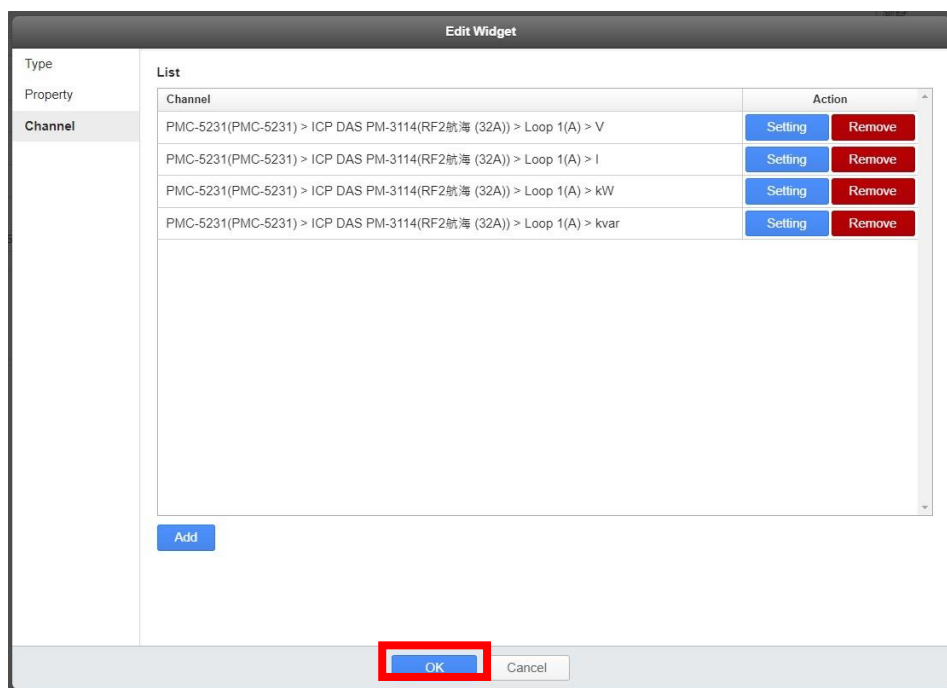 Edit Widget
Type
Property
Channel
List
Channel Action
PMC-5231(PMC-5231) > ICP DAS PM-3114(RF2航海 (32A)) > Loop 1(A) > V Setting Remove
PMC-5231(PMC-5231) > ICP DAS PM-3114(RF2航海 (32A)) > Loop 1(A) > I Setting Remove
PMC-5231(PMC-5231) > ICP DAS PM-3114(RF2航海 (32A)) > Loop 1(A) > kW Setting Remove
PMC-5231(PMC-5231) > ICP DAS PM-3114(RF2航海 (32A)) > Loop 1(A) > kvar Setting Remove
Add
OK Cancel